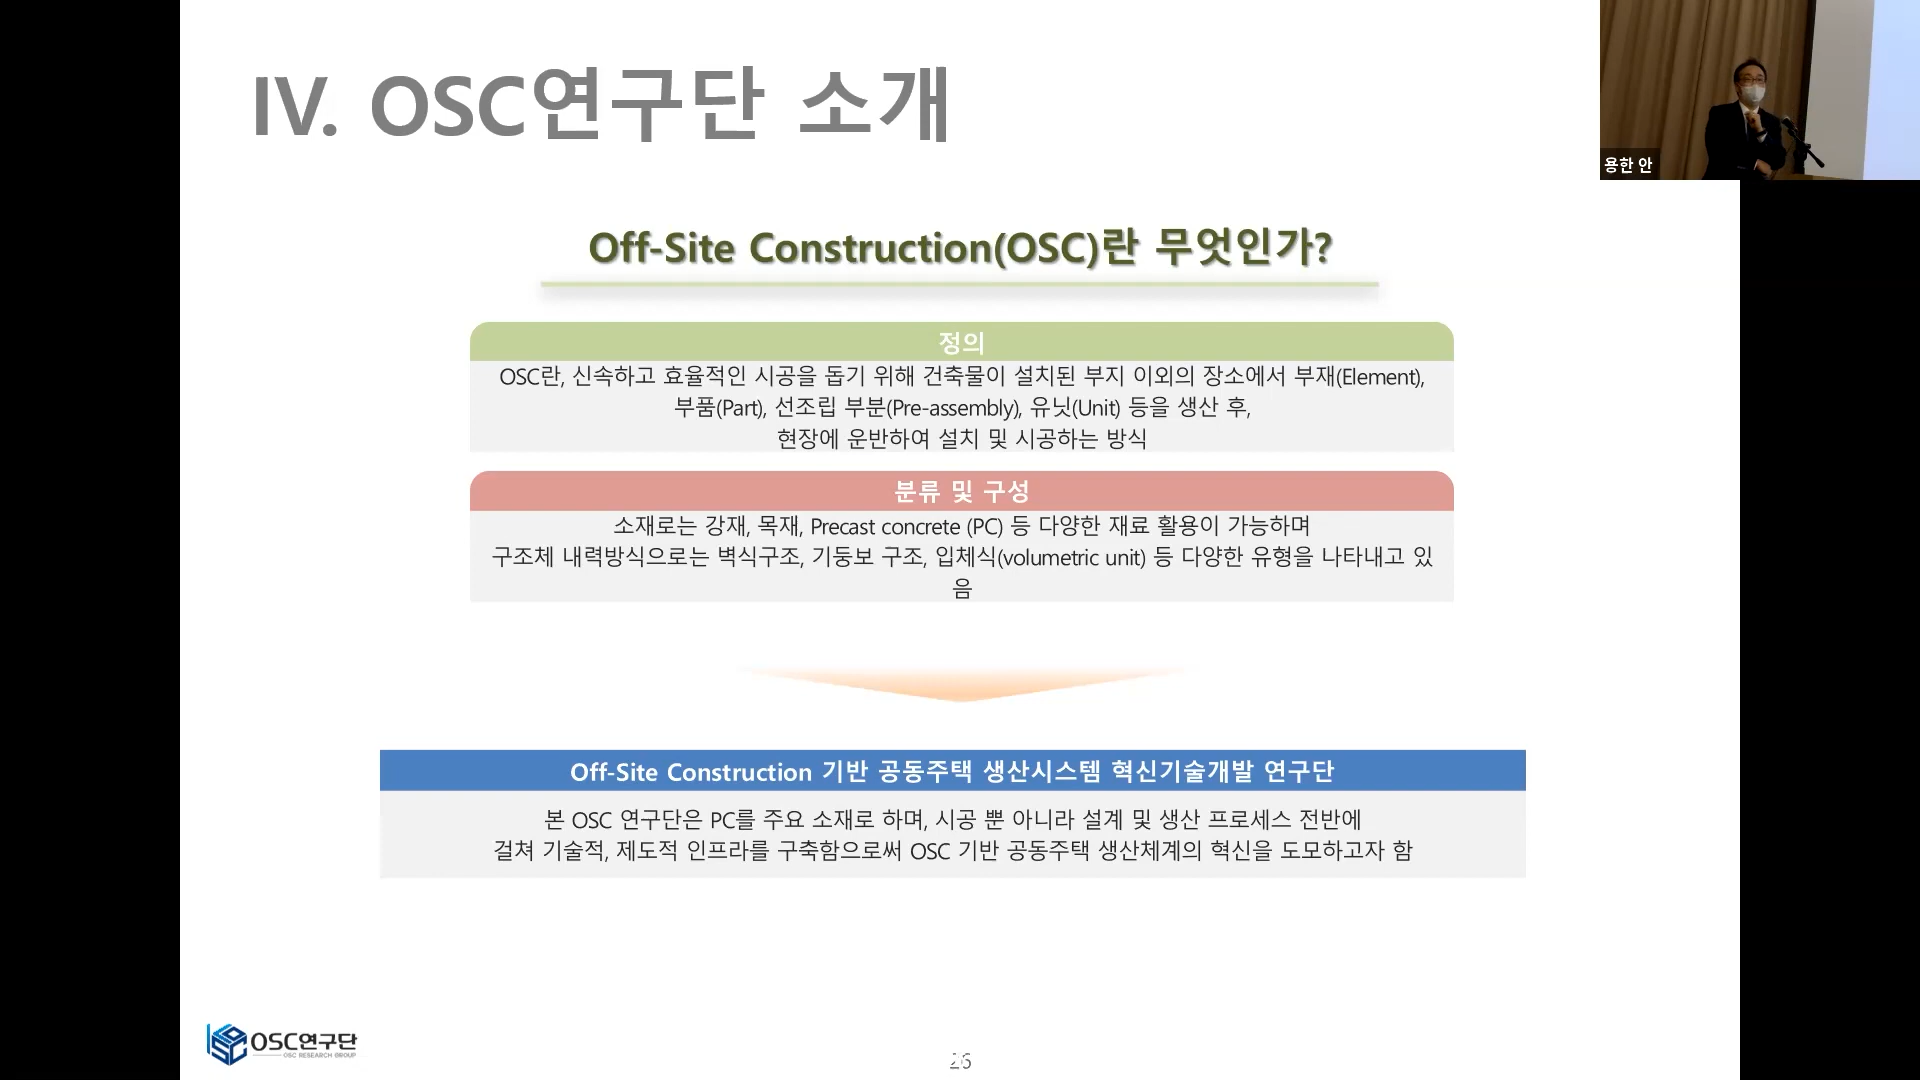 IV. OSC연구단 소개
용한 안
Off-Site Construction(OSC)란 무엇인가?
정의
OSC란, 신속하고 효율적인 시공을 돕기 위해 건축물이 설치된 부지 이외의 장소에서 부재(Element),
부품(Part), 선조립 부분(Pre-assembly), 유닛(Unit) 등을 생산 후,
현장에 운반하여 설치 및 시공하는 방식
분류 및 구성
소재로는 강재, 목재, Precast concrete (PC) 등 다양한 재료 활용이 가능하며
구조체 내력방식으로는 벽식구조, 기둥보 구조, 입체식(volumetric unit) 등 다양한 유형을 나타내고 있
음
Off-Site Construction 기반 공동주택 생산시스템 혁신기술개발 연구단
본 OSC 연구단은 PC를 주요 소재로 하며, 시공 뿐 아니라 설계 및 생산 프로세스 전반에
걸쳐 기술적, 제도적 인프라를 구축함으로써 OSC 기반 공동주택 생산체계의 혁신을 도모하고자 함
OSC연구단
OSC RESEARCH GROUP
26